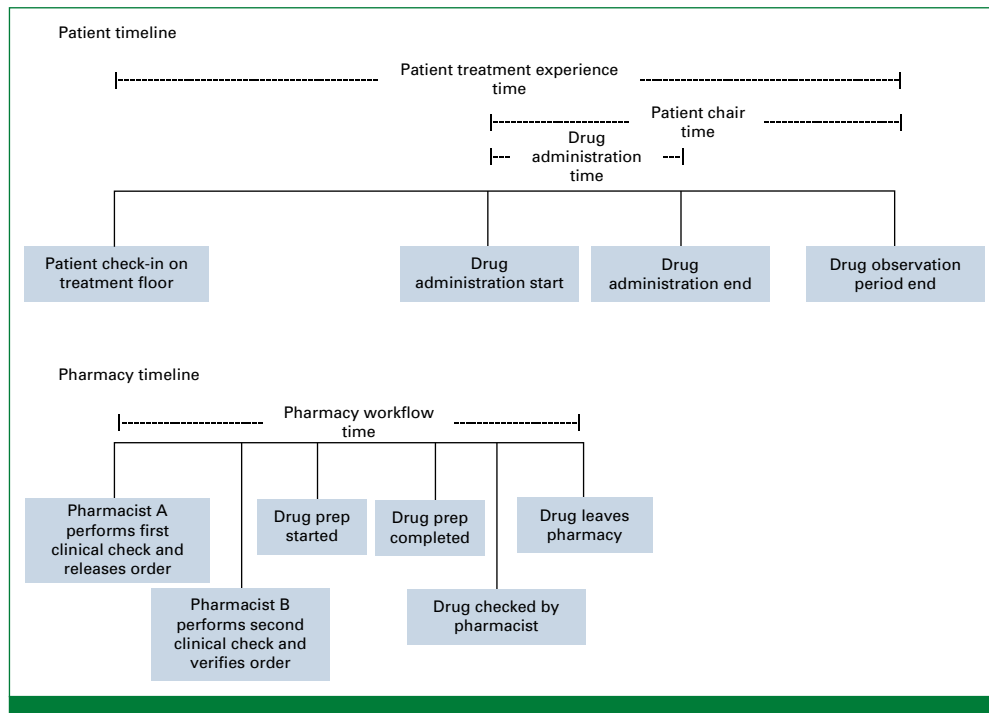 Patient timeline
Patient treatment experience
time
Patient chair
time
Drug
administration
time
Patient check-in on
treatment floor
Drug
administration start
Drug
administration end
Drug observation
period end
Pharmacy timeline
Pharmacy workflow
time
Pharmacist A
performs first
clinical check and
releases order
Drug prep
started
Drug prep
completed
Drug leaves
pharmacy
Pharmacist B
performs second
clinical check and
verifies order
Drug checked by
pharmacist